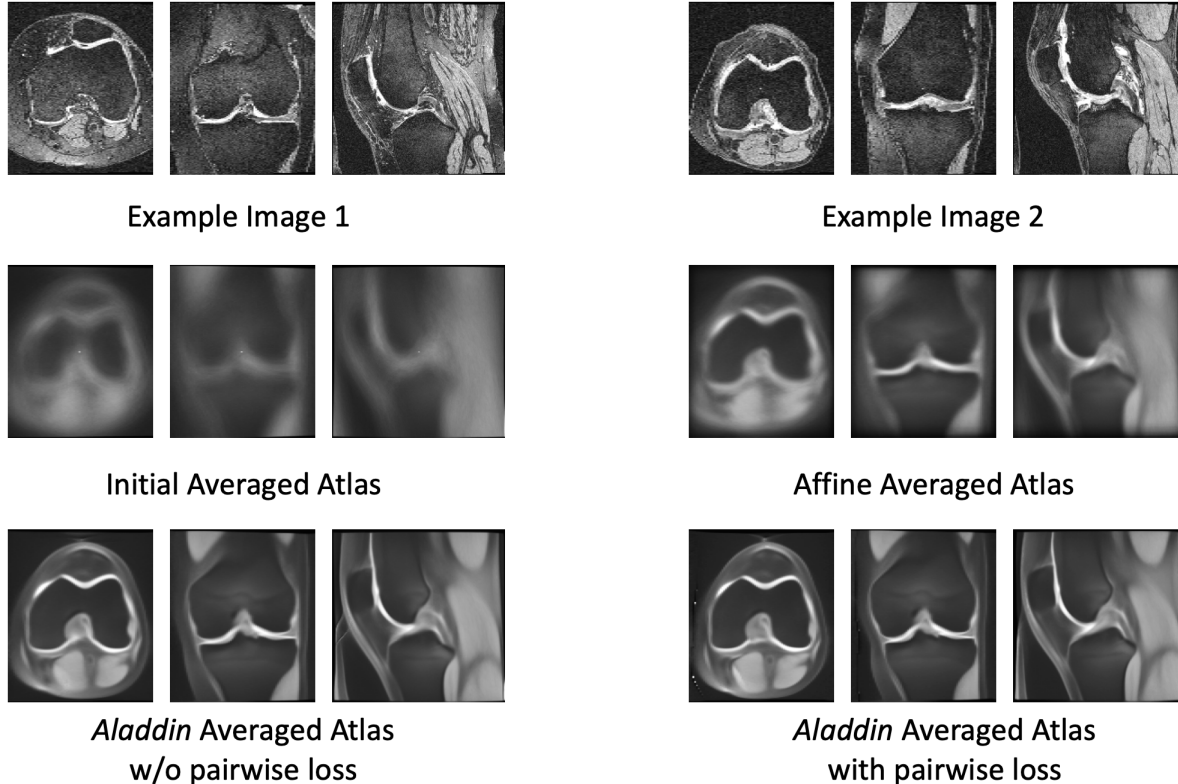 Example Image 1
Example Image 2
Initial Averaged Atlas
Affine Averaged Atlas
Aladdin Averaged Atlas
w/o pairwise loss
Aladdin Averaged Atlas
with pairwise loss